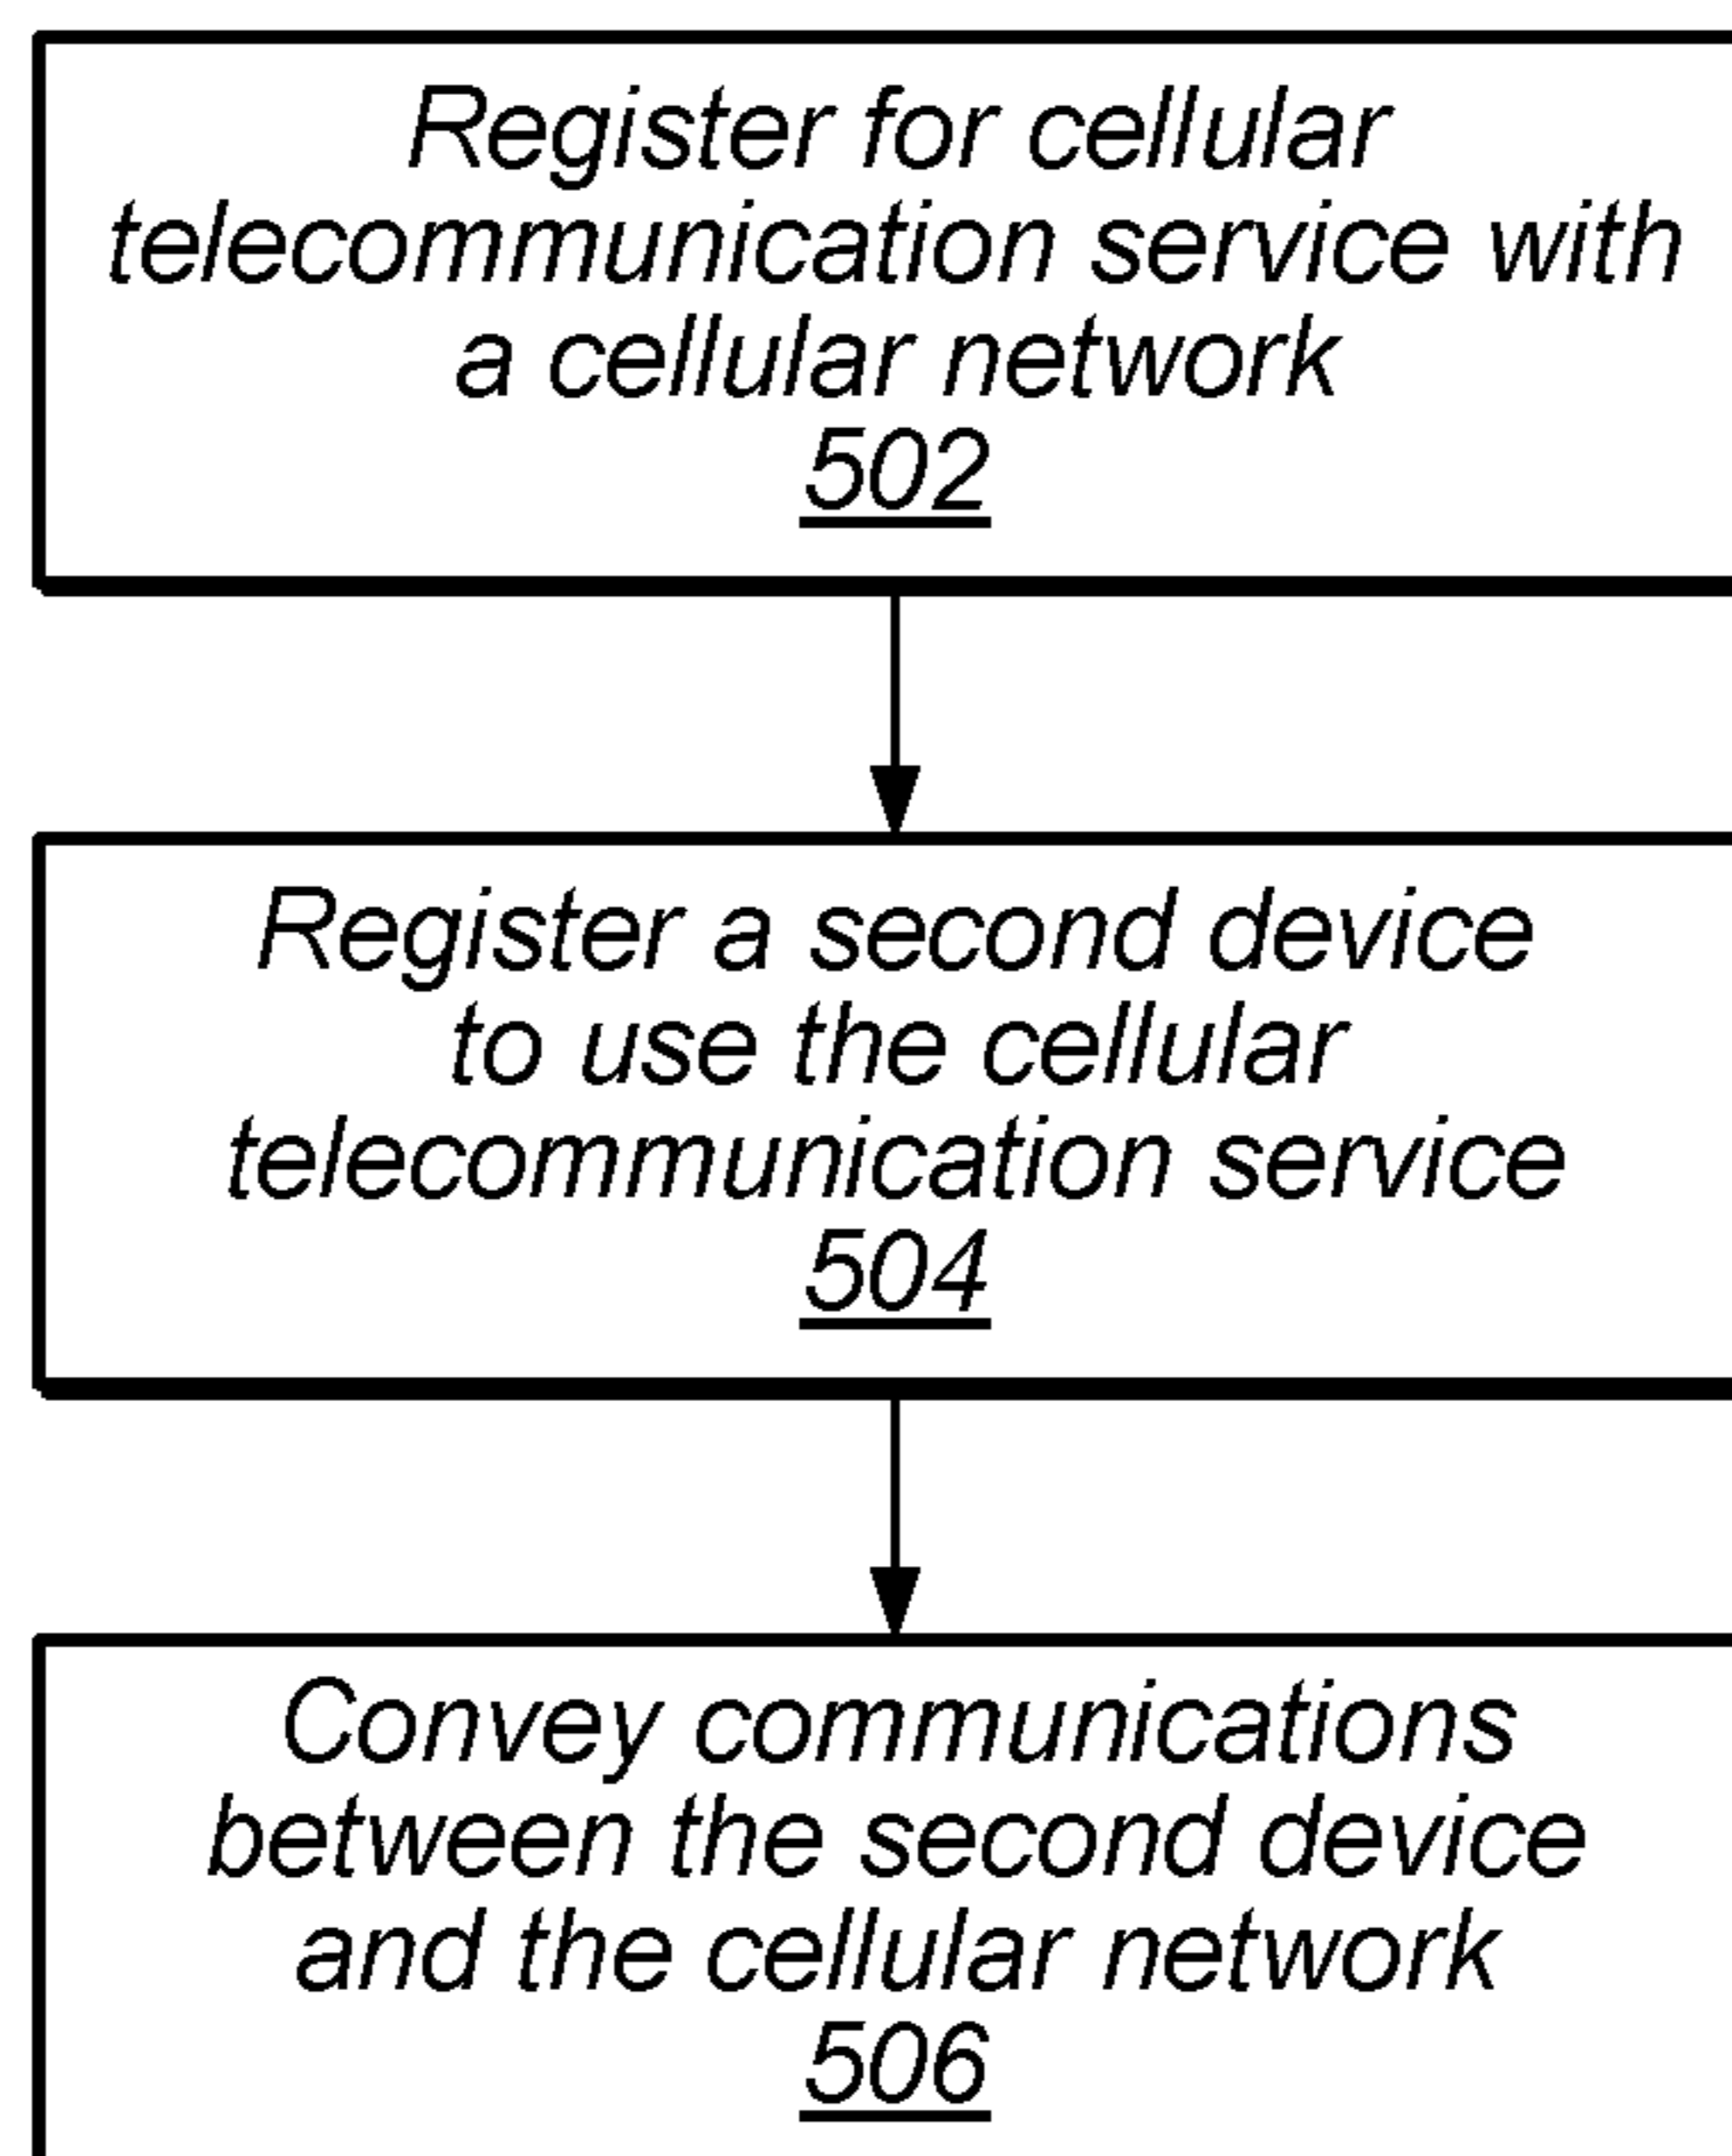 Register for cellular
telecommunication service with
a cellular network
502
Register a second device
to use the cellular
telecommunication service
504
Convey communications
between the second device
and the cellular network
506